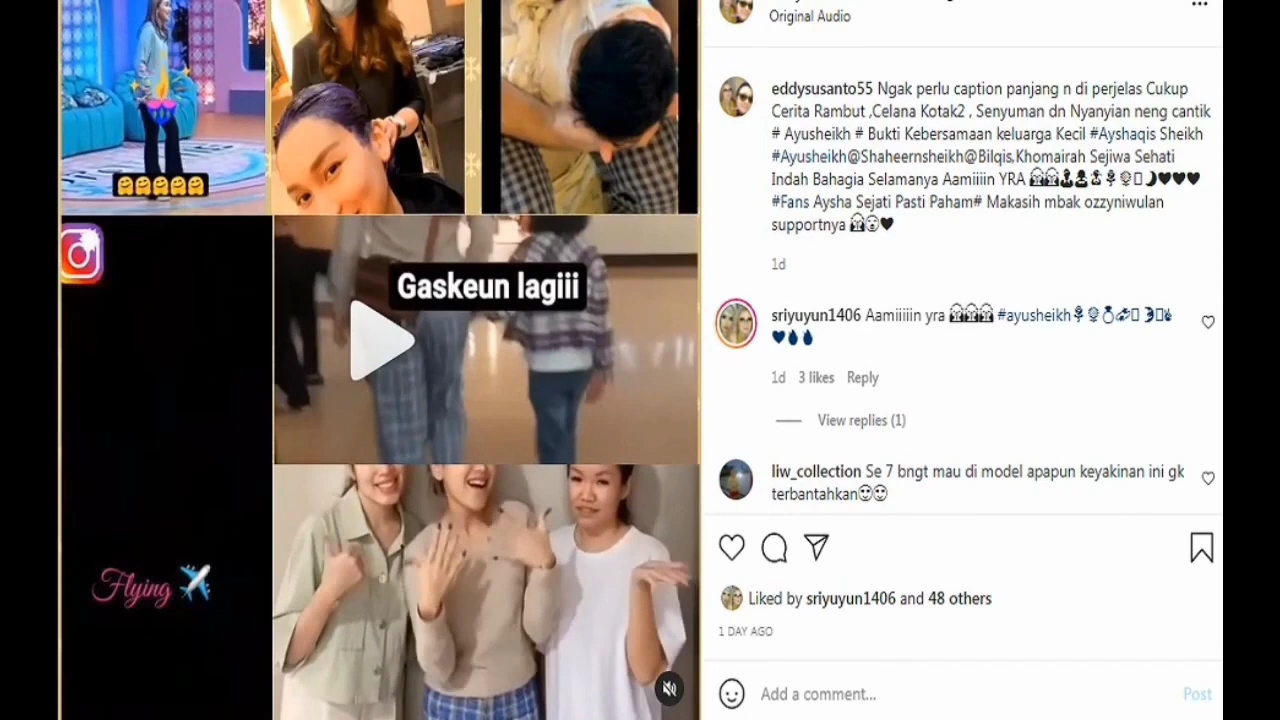 Original Audio
eddysusanto55 Ngak perlu caption panjang n di perjelas Cukup
Cerita Rambut ,Celana Kotak2 , Senyuman dn Nyanyian neng cantik
# Ayusheikh # Bukti Kebersamaan keluarga Kecil #Ayshaqis Sheikh
#Ayusheikh@Shaheernsheikh@Bilqis,Khomairah Sejiwa Sehati
Indah Bahagia Selamanya Aamiiiin YRA
#Fans Aysha Sejati Pasti Paham# Makasih mbak ozzyniwulan
supportnya
1d
sriyuyun1406 Aamiiiiin yra #ayusheikh
1d 3 likes Reply
View replies (1)
liw_collection Se 7 bngt mau di model apapun keyakinan ini gk
terbantahkan
Liked by sriyuyun1406 and 48 others
1 DAY AGO
Add a comment... Post
Gaskeun lagiii
Flying